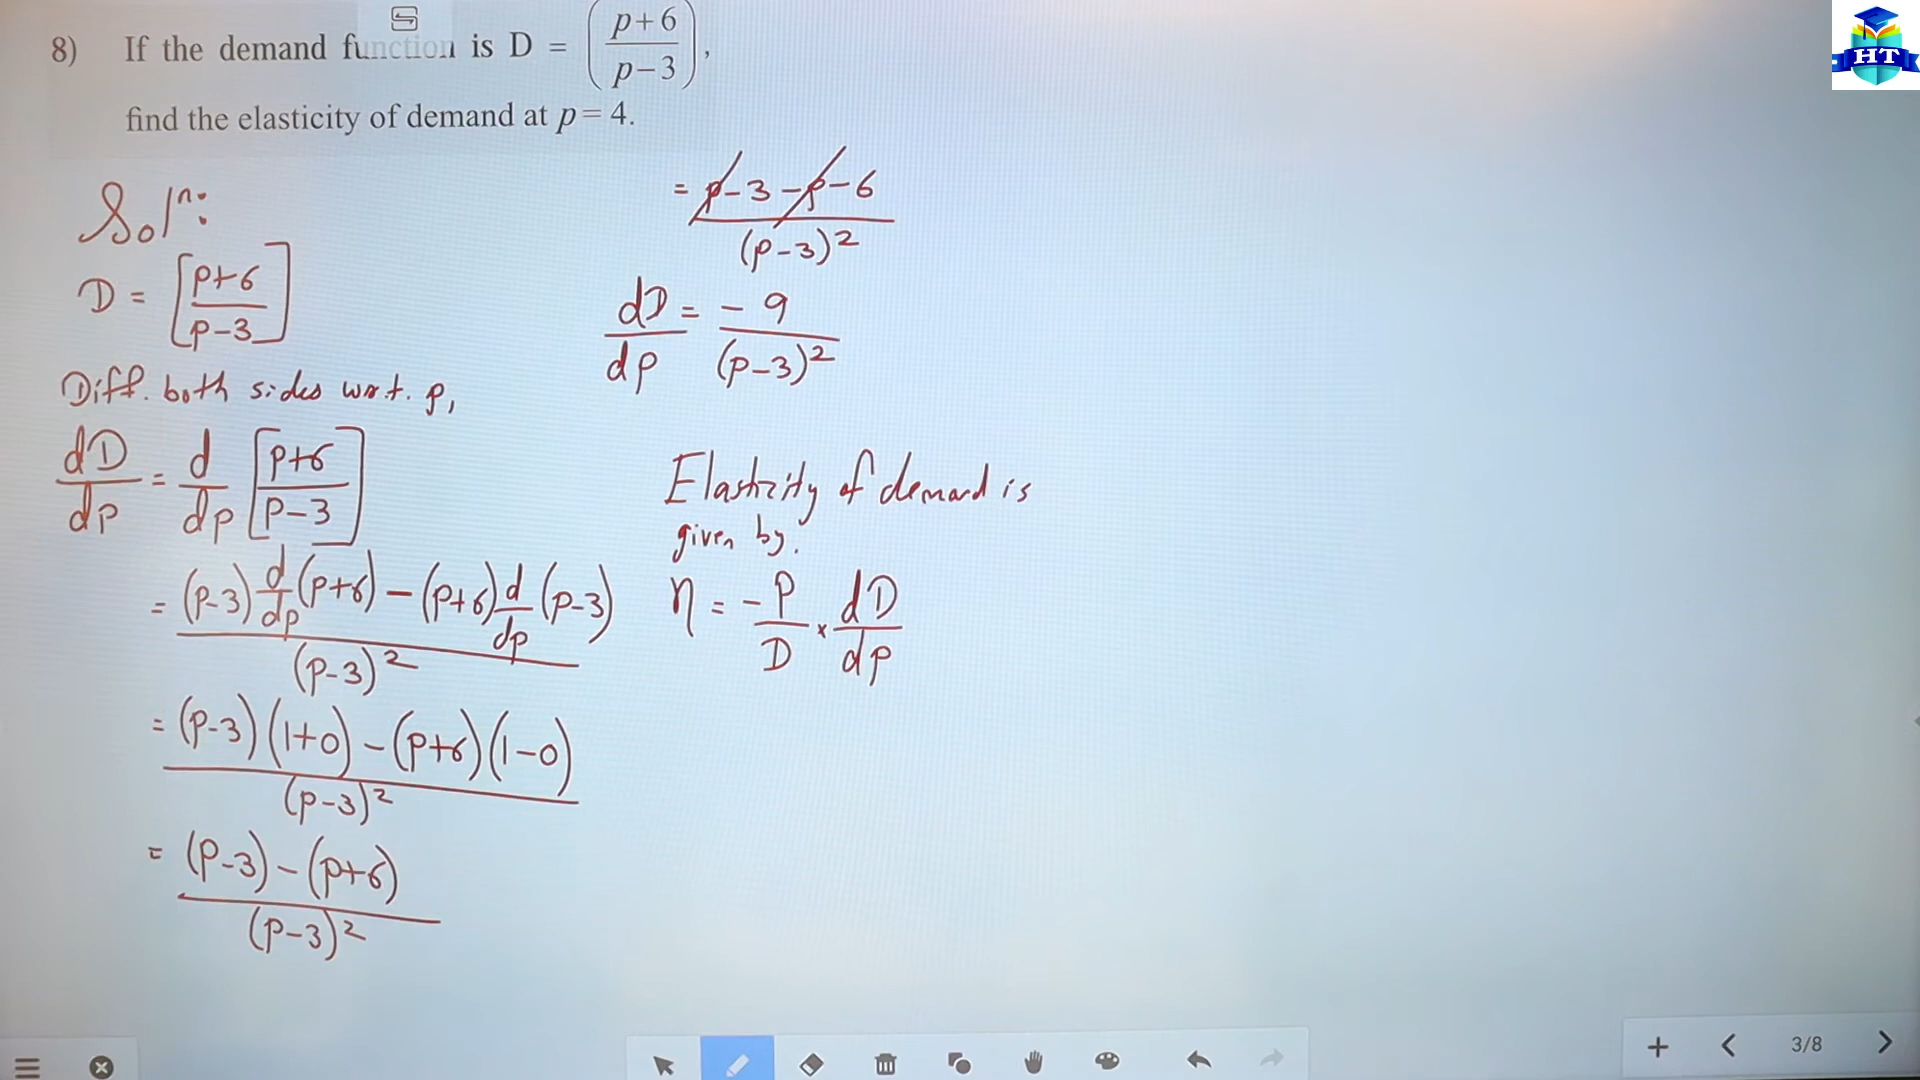 8) If the demand function is D = (p+6/p−3),
find the elasticity of demand at p = 4.
Solⁿ:
D = [p+6/p-3]
Diff. both sides w.r.t. p,
dD/dp = d/dp [p+6/p-3]
= (p-3) d/dp (p+6) - (p+6) d/dp (p-3) / (p-3)²
= (p-3)(1+0) - (p+6)(1-0) / (p-3)²
= (p-3) - (p+6) / (p-3)²
= p-3-p-6 / (p-3)²
dD/dp = -9/(p-3)²
Elasticity of demand is
given by.
η = -P/D × dD/dp
HT
3/8